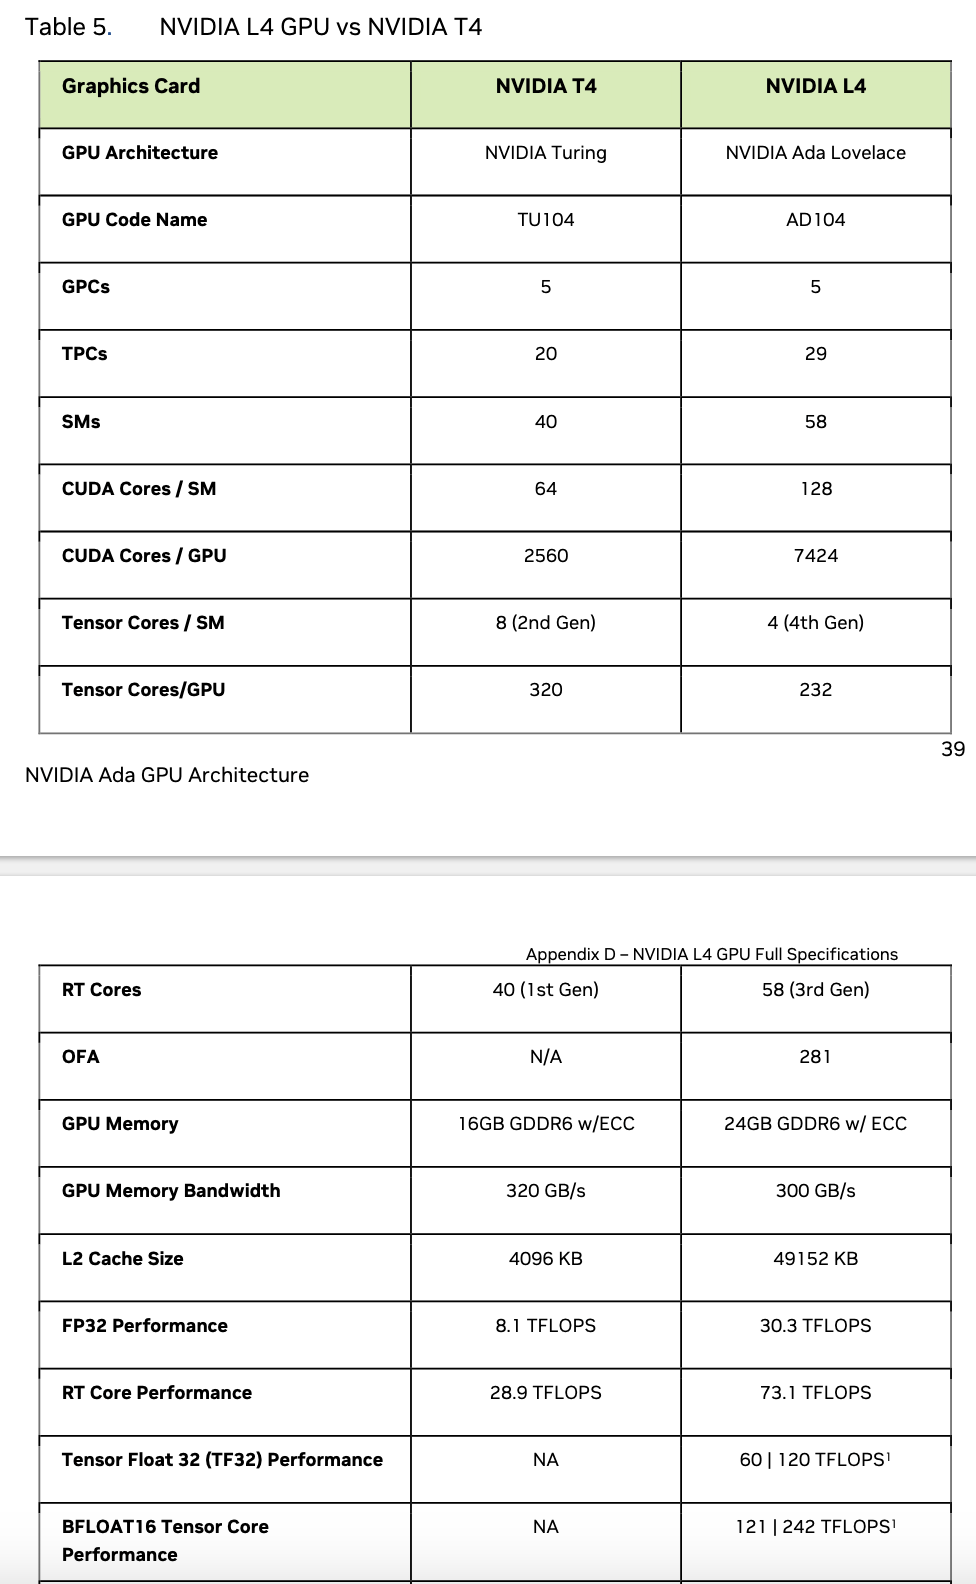 Table 5. NVIDIA L4 GPU vs NVIDIA T4
Graphics Card NVIDIA T4 NVIDIA L4
GPU Architecture NVIDIA Turing NVIDIA Ada Lovelace
GPU Code Name TU104 AD104
GPCs 5 5
TPCs 20 29
SMs 40 58
CUDA Cores / SM 64 128
CUDA Cores / GPU 2560 7424
Tensor Cores / SM 8 (2nd Gen) 4 (4th Gen)
Tensor Cores/GPU 320 232
39
NVIDIA Ada GPU Architecture
Appendix D – NVIDIA L4 GPU Full Specifications
RT Cores 40 (1st Gen) 58 (3rd Gen)
OFA N/A 281
GPU Memory 16GB GDDR6 w/ECC 24GB GDDR6 w/ ECC
GPU Memory Bandwidth 320 GB/s 300 GB/s
L2 Cache Size 4096 KB 49152 KB
FP32 Performance 8.1 TFLOPS 30.3 TFLOPS
RT Core Performance 28.9 TFLOPS 73.1 TFLOPS
Tensor Float 32 (TF32) Performance NA 60 | 120 TFLOPS¹
BFLOAT16 Tensor Core NA 121 | 242 TFLOPS¹
Performance